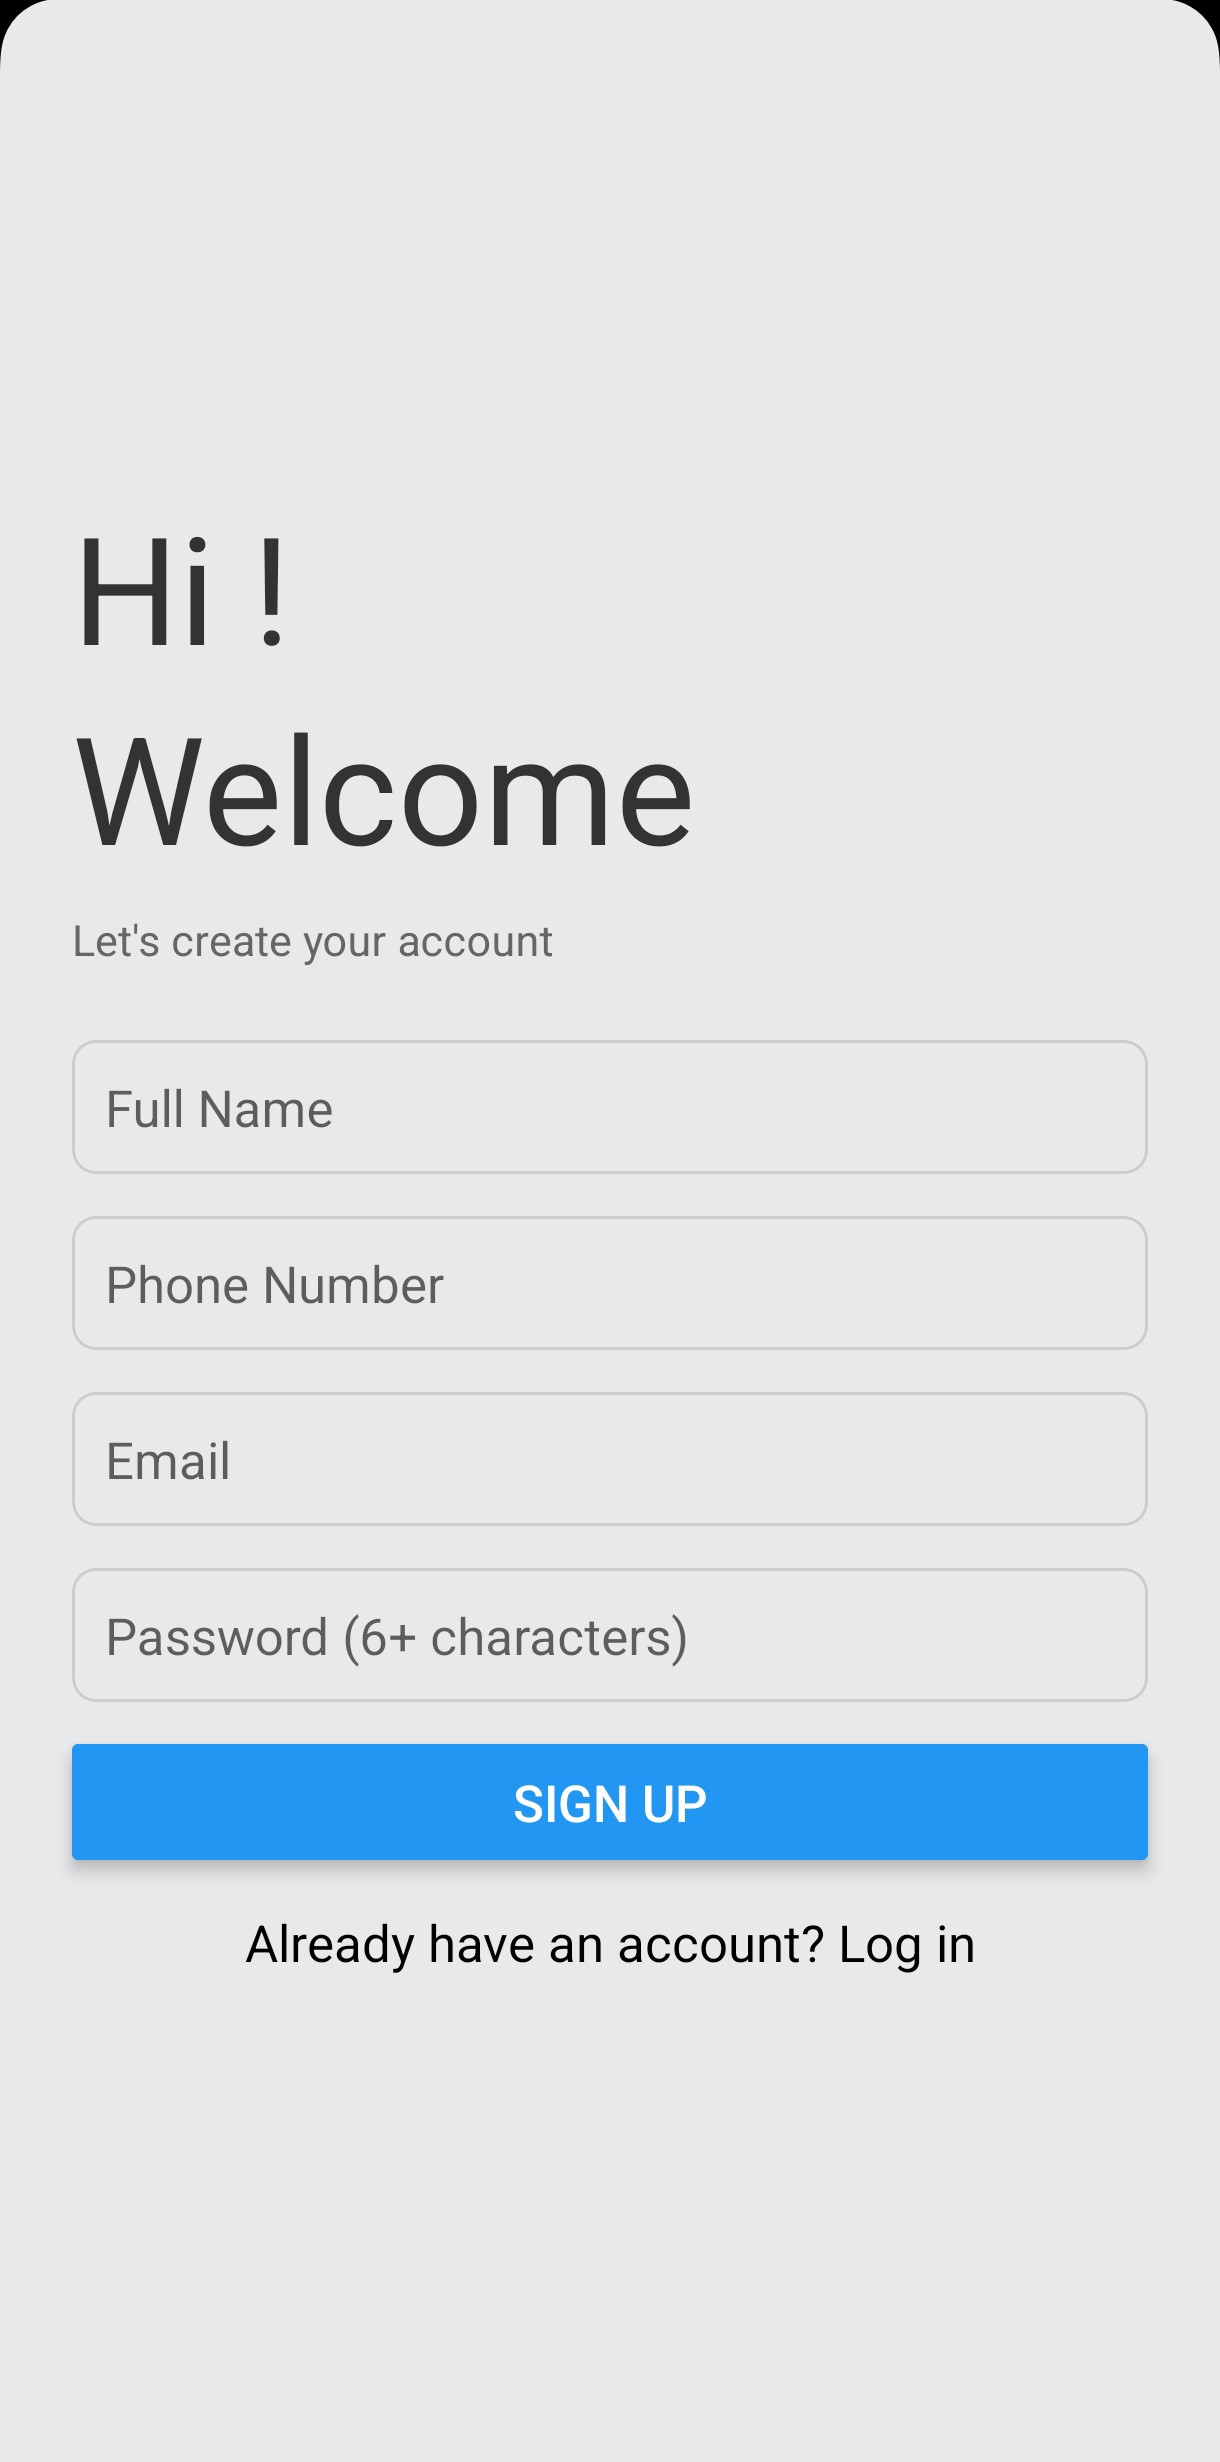 Hi !
Welcome
Let's create your account
Full Name
Phone Number
Email
Password (6+ characters)
SIGN UP
Already have an account? Log in